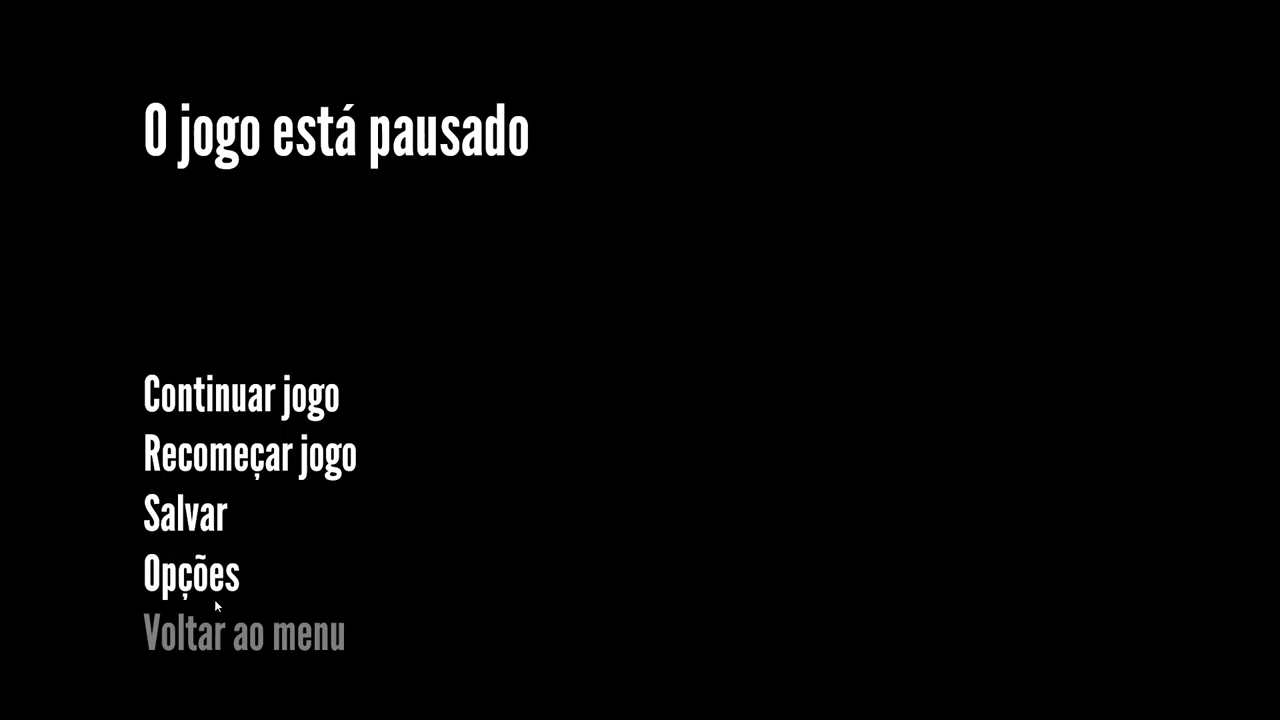 O jogo está pausado
Continuar jogo
Recomeçar jogo
Salvar
Opções
Voltar ao menu